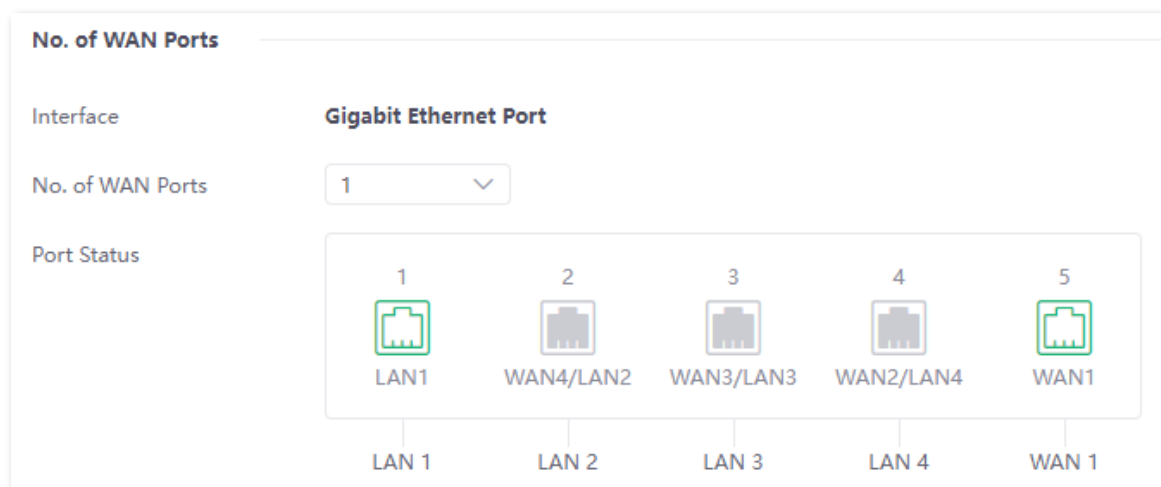 No. of WAN Ports
Interface Gigabit Ethernet Port
No. of WAN Ports 1
Port Status
1 2 3 4 5
LAN1 WAN4/LAN2 WAN3/LAN3 WAN2/LAN4 WAN1
LAN 1 LAN 2 LAN 3 LAN 4 WAN 1